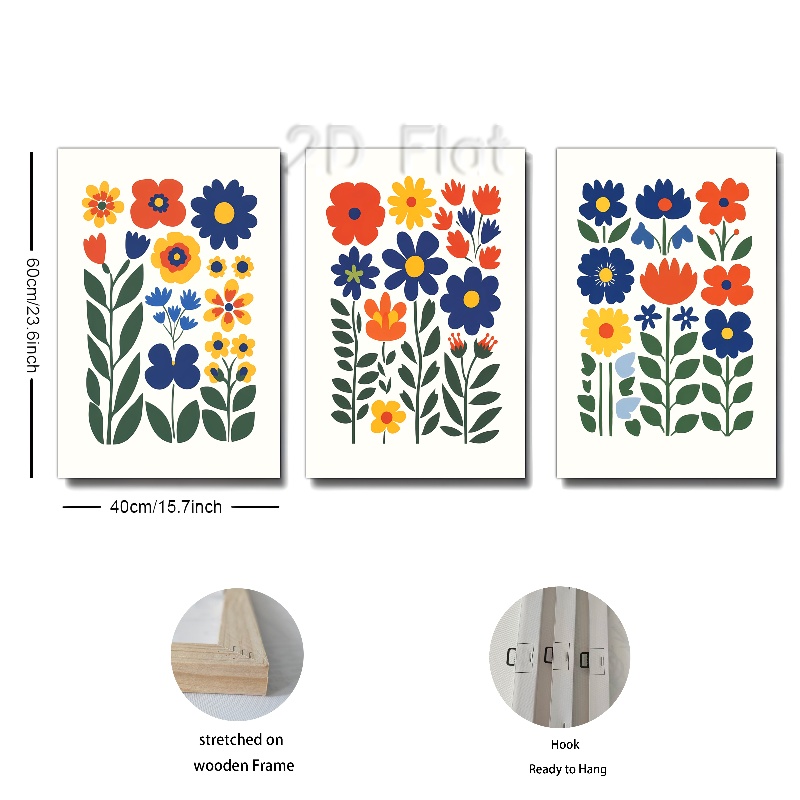 2D Flat
60cm/23.6inch
40cm/15.7inch
stretched on
wooden Frame
Hook
Ready to Hang